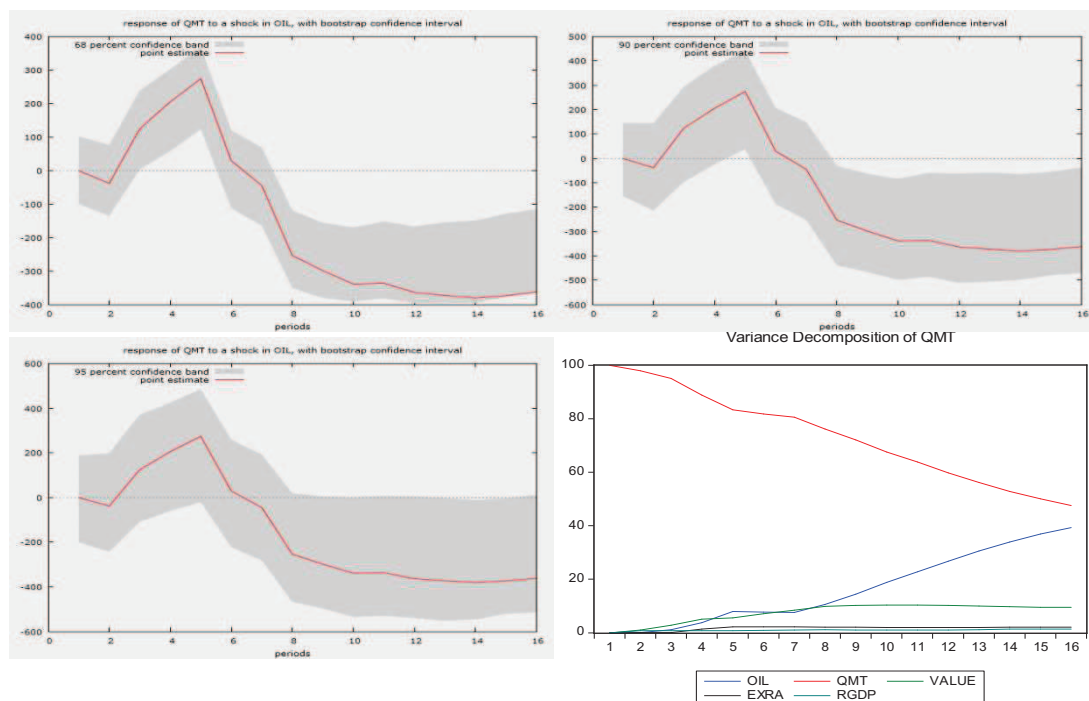 response of QMT to a shock in OIL, with bootstrap confidence interval
400
300
200
100
0
-100
-200
-300
-400
68 percent confidence band
point estimate
0 2 4 6 8 10 12 14 16
periods
response of QMT to a shock in OIL, with bootstrap confidence interval
500
400
300
200
100
0
-100
-200
-300
-400
-500
-600
90 percent confidence band
point estimate
0 2 4 6 8 10 12 14 16
periods
response of QMT to a shock in OIL, with bootstrap confidence interval
600
400
200
0
-200
-400
-600
95 percent confidence band
point estimate
0 2 4 6 8 10 12 14 16
periods
Variance Decomposition of QMT
100
80
60
40
20
0
1 2 3 4 5 6 7 8 9 10 11 12 13 14 15 16
OIL QMT VALUE
EXRA RGDP